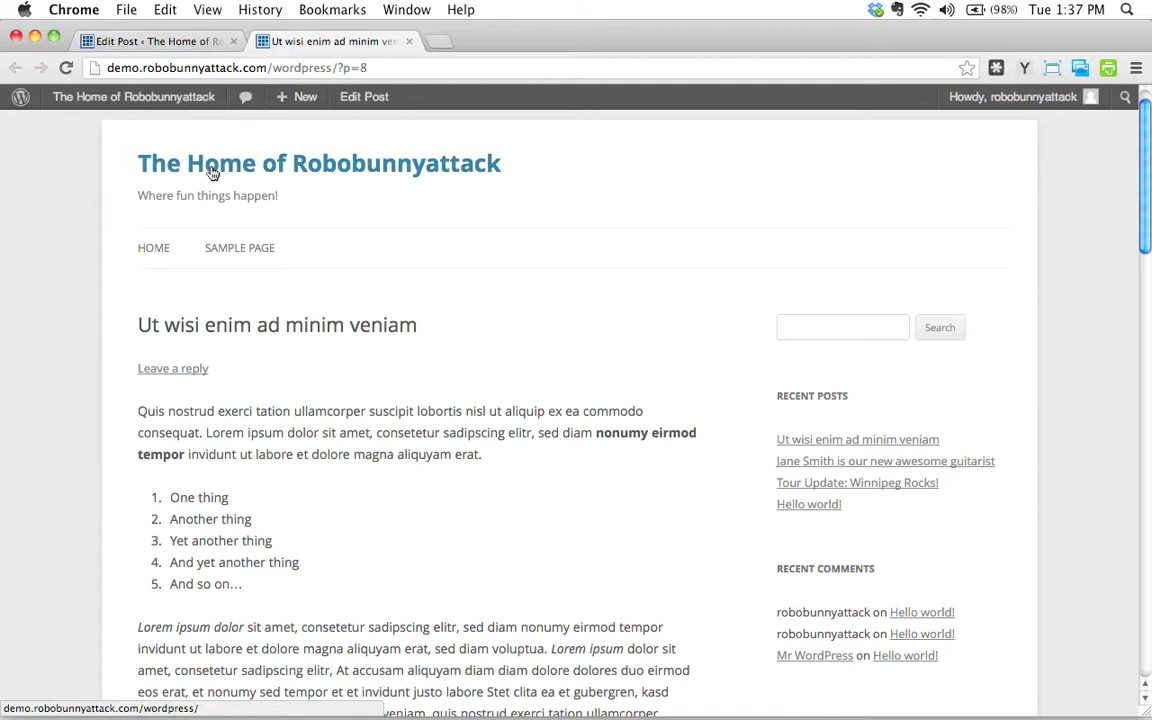 Chrome File Edit View History Bookmarks Window Help (98%) Tue 1:37 PM
Edit Post ‹ The Home of Ro
Ut wisi enim ad minim ven
demo.robobunnyattack.com/wordpress/?p=8
The Home of Robobunnyattack + New Edit Post Howdy, robobunnyattack
The Home of Robobunnyattack
Where fun things happen!
HOME SAMPLE PAGE
Ut wisi enim ad minim veniam
Leave a reply
Quis nostrud exerci tation ullamcorper suscipit lobortis nisl ut aliquip ex ea commodo
consequat. Lorem ipsum dolor sit amet, consetetur sadipscing elitr, sed diam nonumy eirmod
tempor invidunt ut labore et dolore magna aliquyam erat.
1. One thing
2. Another thing
3. Yet another thing
4. And yet another thing
5. And so on…
Lorem ipsum dolor sit amet, consetetur sadipscing elitr, sed diam nonumy eirmod tempor
invidunt ut labore et dolore magna aliquyam erat, sed diam voluptua. Lorem ipsum dolor sit
amet, consetetur sadipscing elitr, At accusam aliquyam diam diam dolore dolores duo eirmod
eos erat, et nonumy sed tempor et et invidunt justo labore Stet clita ea et gubergren, kasd
veniam, quis nostrud exerci tation
Search
RECENT POSTS
Ut wisi enim ad minim veniam
Jane Smith is our new awesome guitarist
Tour Update: Winnipeg Rocks!
Hello world!
RECENT COMMENTS
robobunnyattack on Hello world!
robobunnyattack on Hello world!
Mr WordPress on Hello world!
demo.robobunnyattack.com/wordpress/